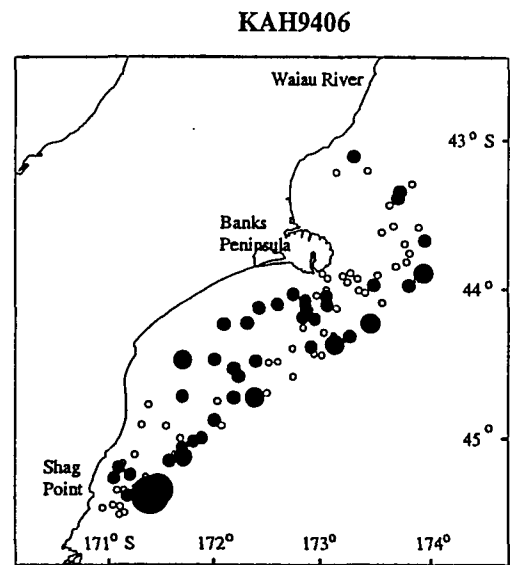 KAH9406
Waiau River
43° S
Banks
Peninsula
44°
45°
Shag
Point
171° S
172°
173°
174°